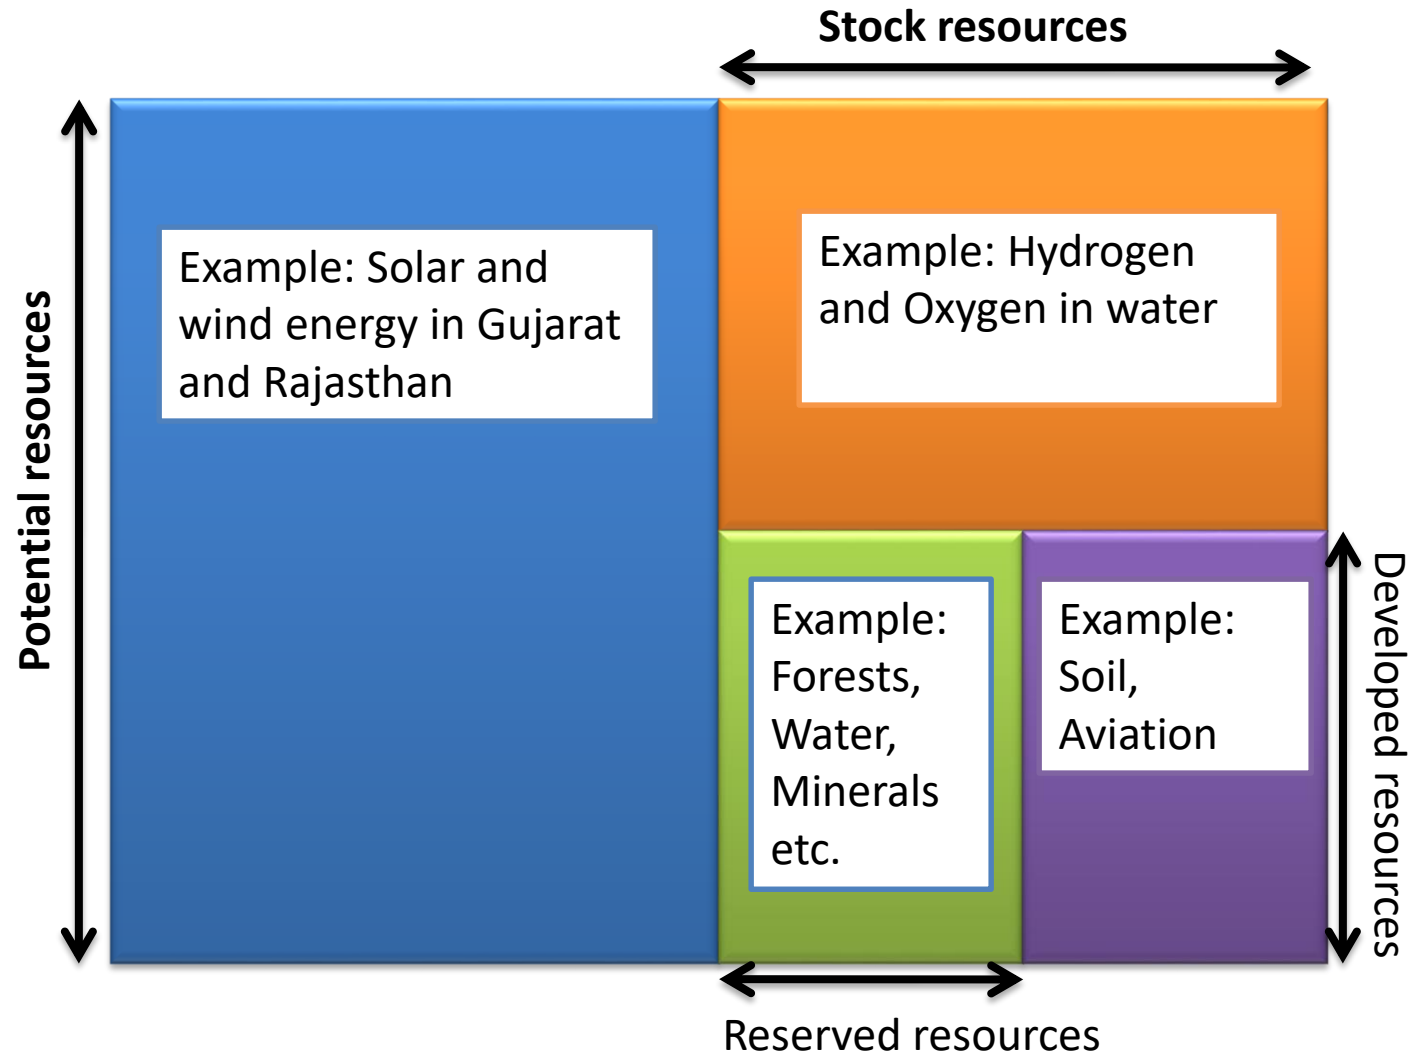 Stock resources
Potential resources
Example: Solar and
wind energy in Gujarat
and Rajasthan
Example: Hydrogen
and Oxygen in water
Example:
Forests,
Water,
Minerals
etc.
Example:
Soil,
Aviation
Developed resources
Reserved resources